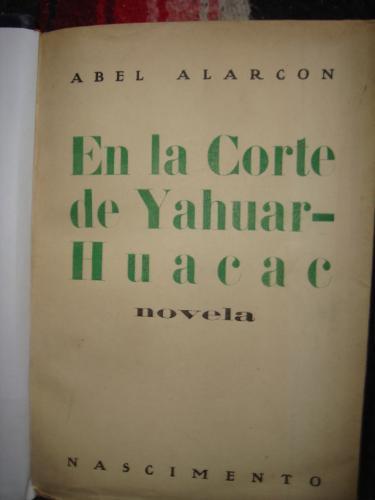 ABEL ALARCON
En la Corte
de Yahuar-
Huacac
novela
NASCIMENTO